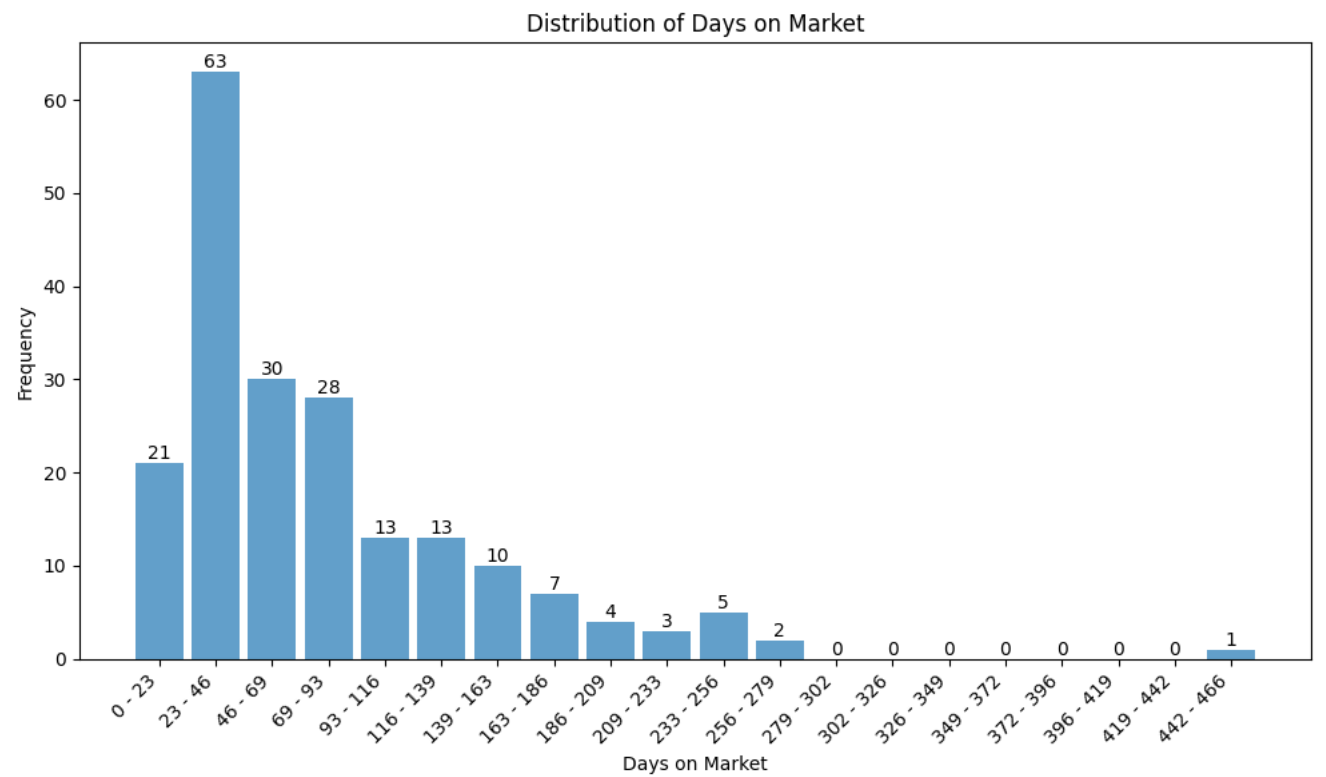 Distribution of Days on Market
Frequency
60
50
40
30
20
10
0
21
63
30
28
13
13
10
7
4
3
5
2
0
0
0
0
0
0
0
1
0 - 23
23 - 46
46 - 69
69 - 93
93 - 116
116 - 139
139 - 163
163 - 186
186 - 209
209 - 233
233 - 256
256 - 279
279 - 302
302 - 326
326 - 349
349 - 372
372 - 396
396 - 419
419 - 442
442 - 466
Days on Market